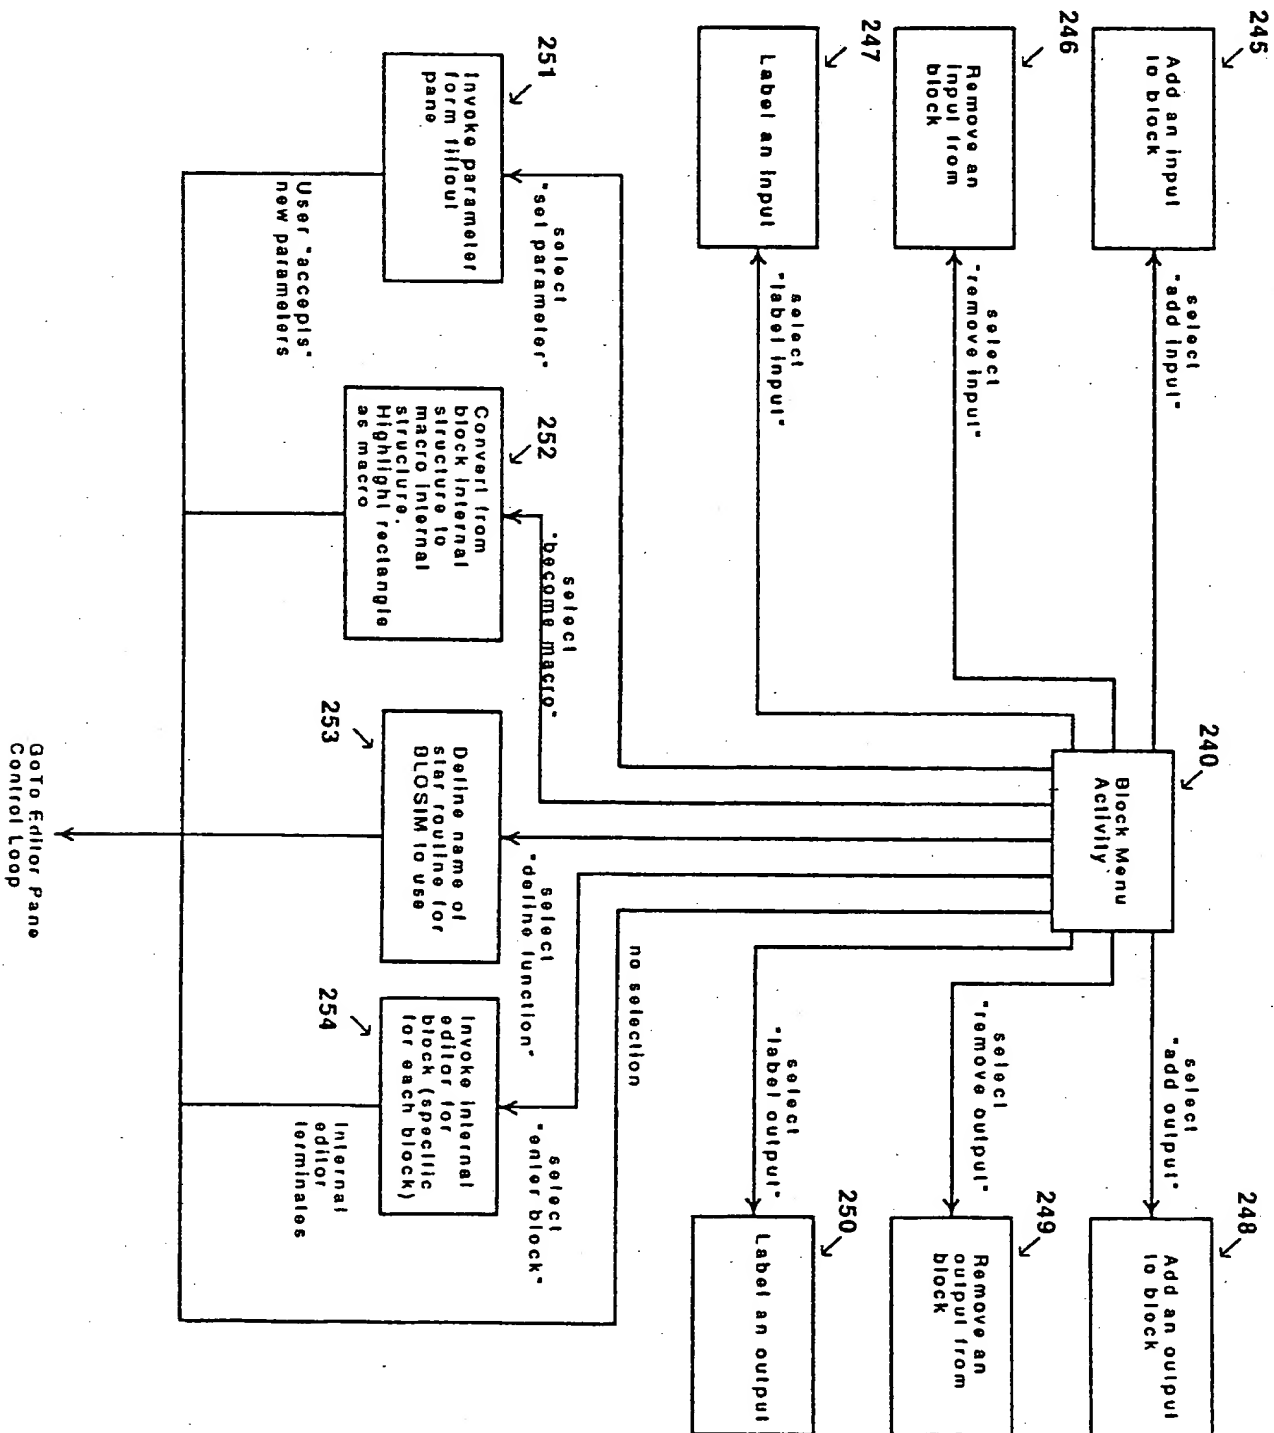 245
Add an input
to block
select
"add input"
246
Remove an
input from
block
select
"remove input"
247
Label an input
select
"label input"
240
Block Menu
Activity
248
Add an output
to block
select
"add output"
249
Remove an
output from
block
select
"remove output"
250
Label an output
select
"label output"
251
Invoke parameter
form fillout
pane
select
"set parameter"
User "accepts"
new parameters
252
Convert from
block internal
structure to
macro internal
structure.
Highlight rectangle
as macro
select
"become macro"
253
Define name of
star routine for
BLOSIM to use
select
"define function"
254
Invoke internal
editor for
block (specific
for each block)
select
"enter block"
no selection
Internal
editor
terminates
GoTo Editor Pane
Control Loop